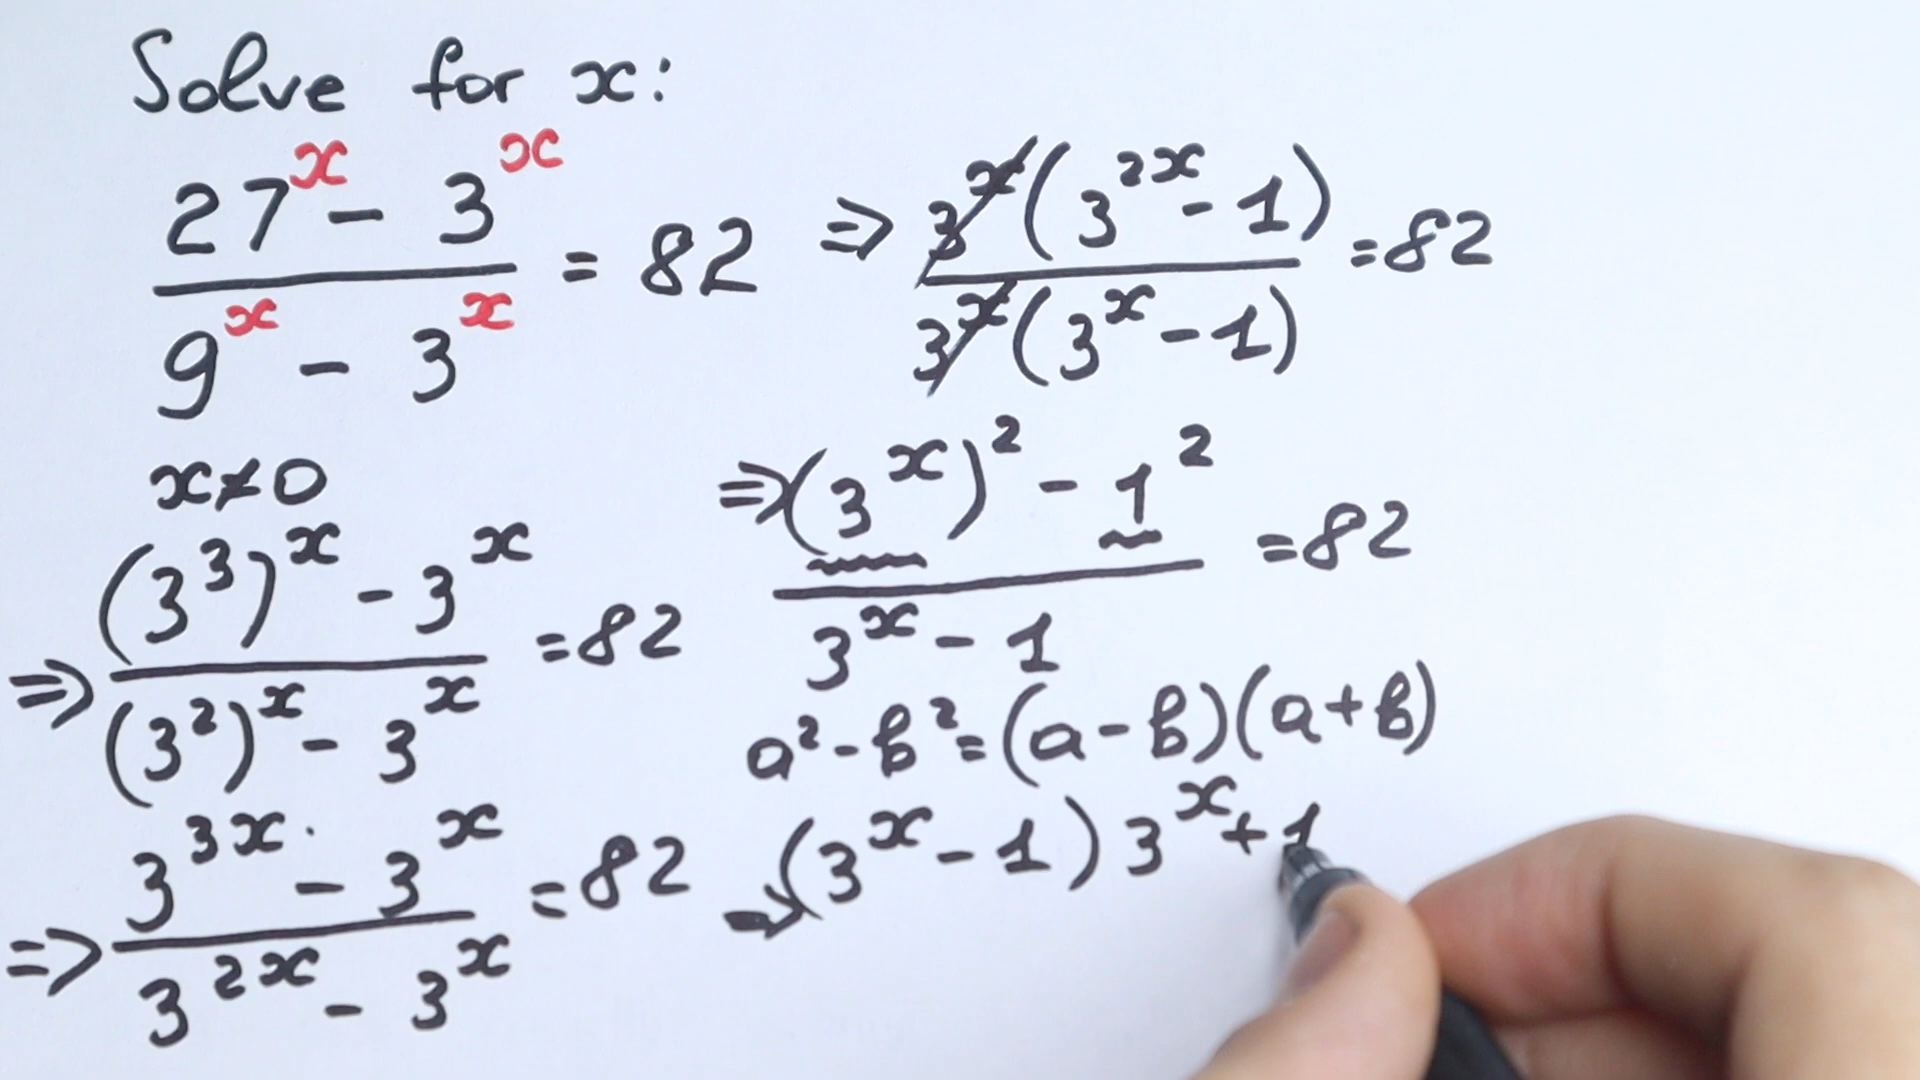 Solve for x:
27^x - 3^x
9^x - 3^x
= 82
x≠0
⇒ (3^3)^x - 3^x
(3^2)^x - 3^x
=82
⇒ 3^3x - 3^x
3^2x - 3^x
=82
⇒ 3^x(3^2x - 1)
3^x(3^x - 1)
=82
⇒ (3^x)^2 - 1^2
3^x - 1
=82
a² - b² = (a - b)(a + b)
→ (3^x - 1) 3^x + 1